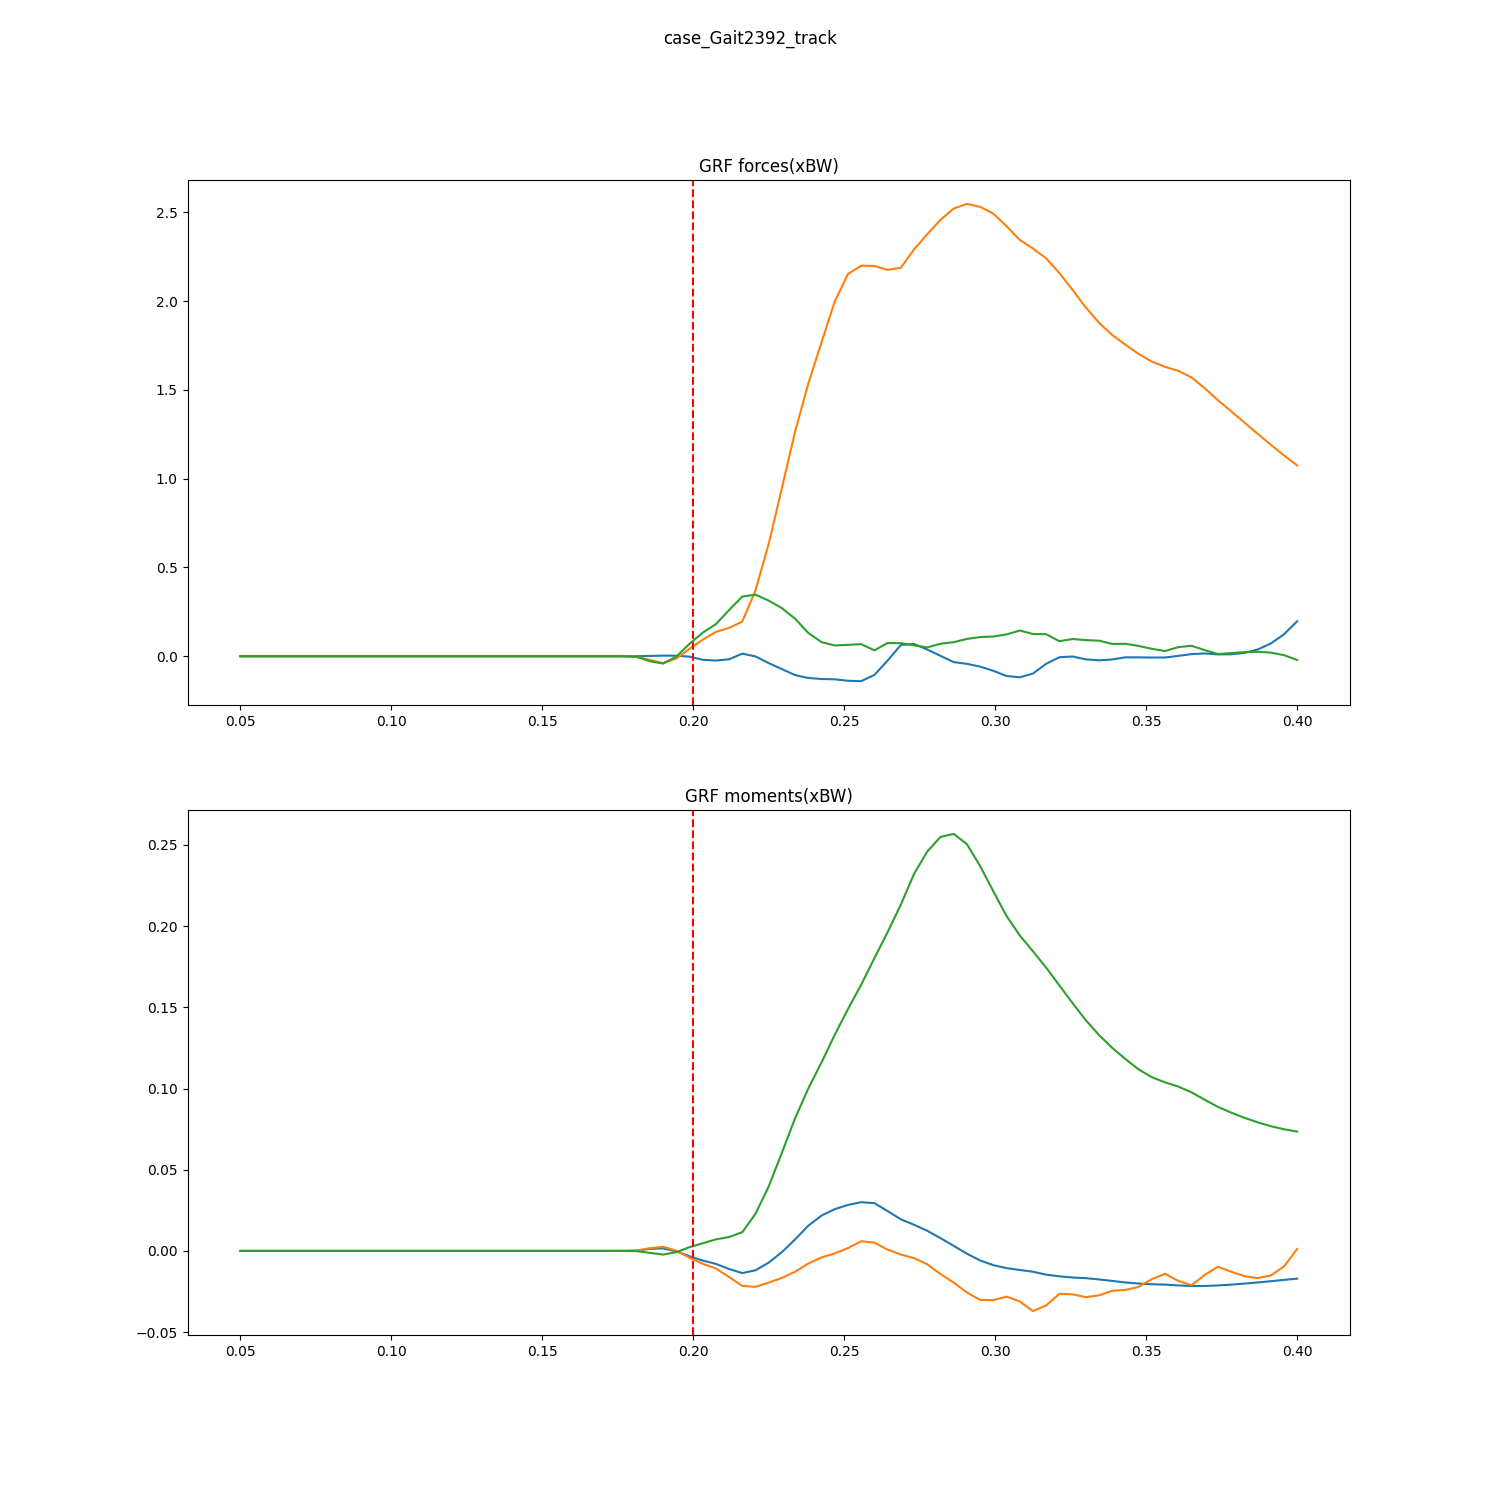 case_Gait2392_track
GRF forces(xBW)
2.5
2.0
1.5
1.0
0.5
0.0
0.05 0.10 0.15 0.20 0.25 0.30 0.35 0.40
GRF moments(xBW)
0.25
0.20
0.15
0.10
0.05
0.00
−0.05
0.05 0.10 0.15 0.20 0.25 0.30 0.35 0.40